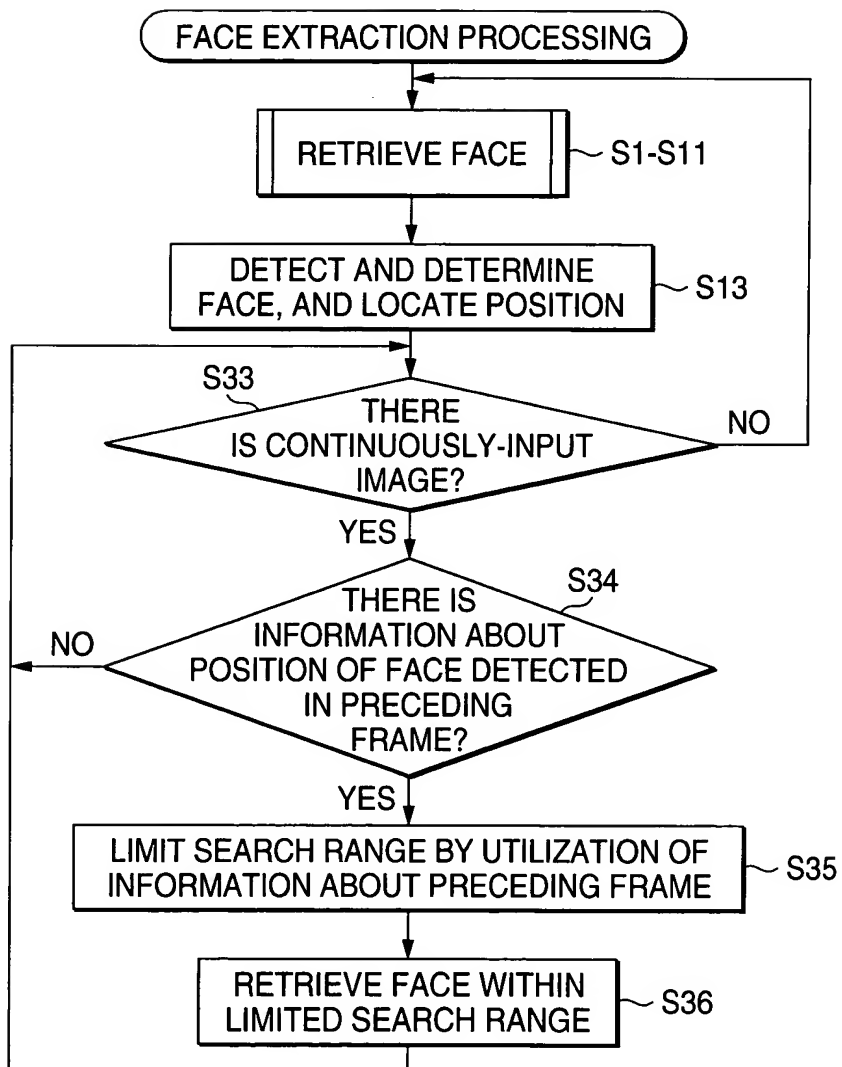 FACE EXTRACTION PROCESSING
RETRIEVE FACE
S1-S11
DETECT AND DETERMINE
FACE, AND LOCATE POSITION
S13
S33
THERE
IS CONTINUOUSLY-INPUT
IMAGE?
NO
YES
S34
THERE IS
INFORMATION ABOUT
POSITION OF FACE DETECTED
IN PRECEDING
FRAME?
NO
YES
LIMIT SEARCH RANGE BY UTILIZATION OF
INFORMATION ABOUT PRECEDING FRAME
S35
RETRIEVE FACE WITHIN
LIMITED SEARCH RANGE
S36